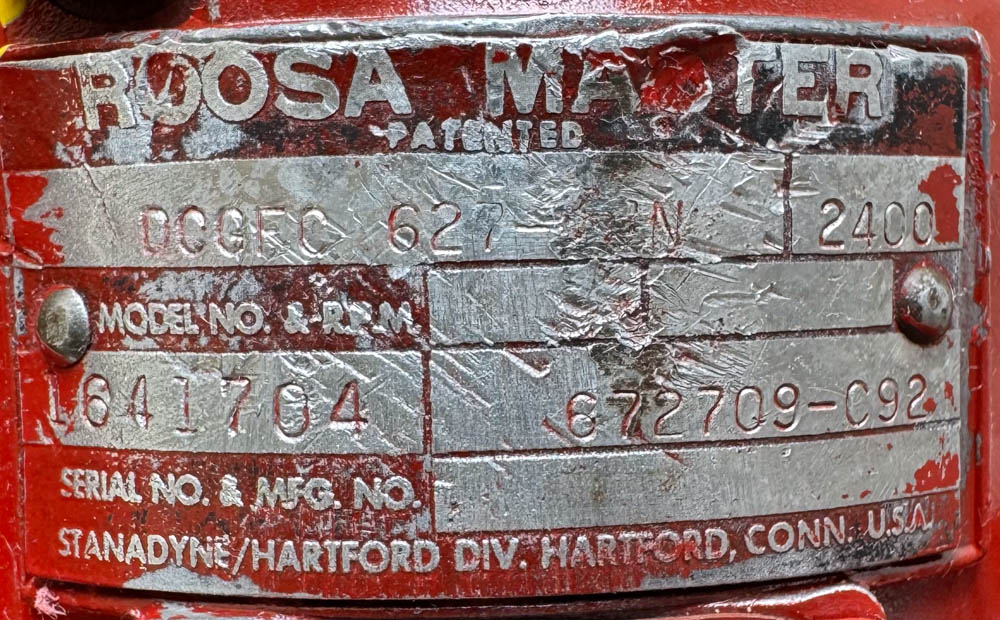 ROOSA MASTER
PATENTED
DCGFC 627- N 2400
MODEL NO. & R.P.M.
1641704 672709-C92
SERIAL NO. & MFG. NO.
STANADYNE/HARTFORD DIV. HARTFORD, CONN. U.S.A.